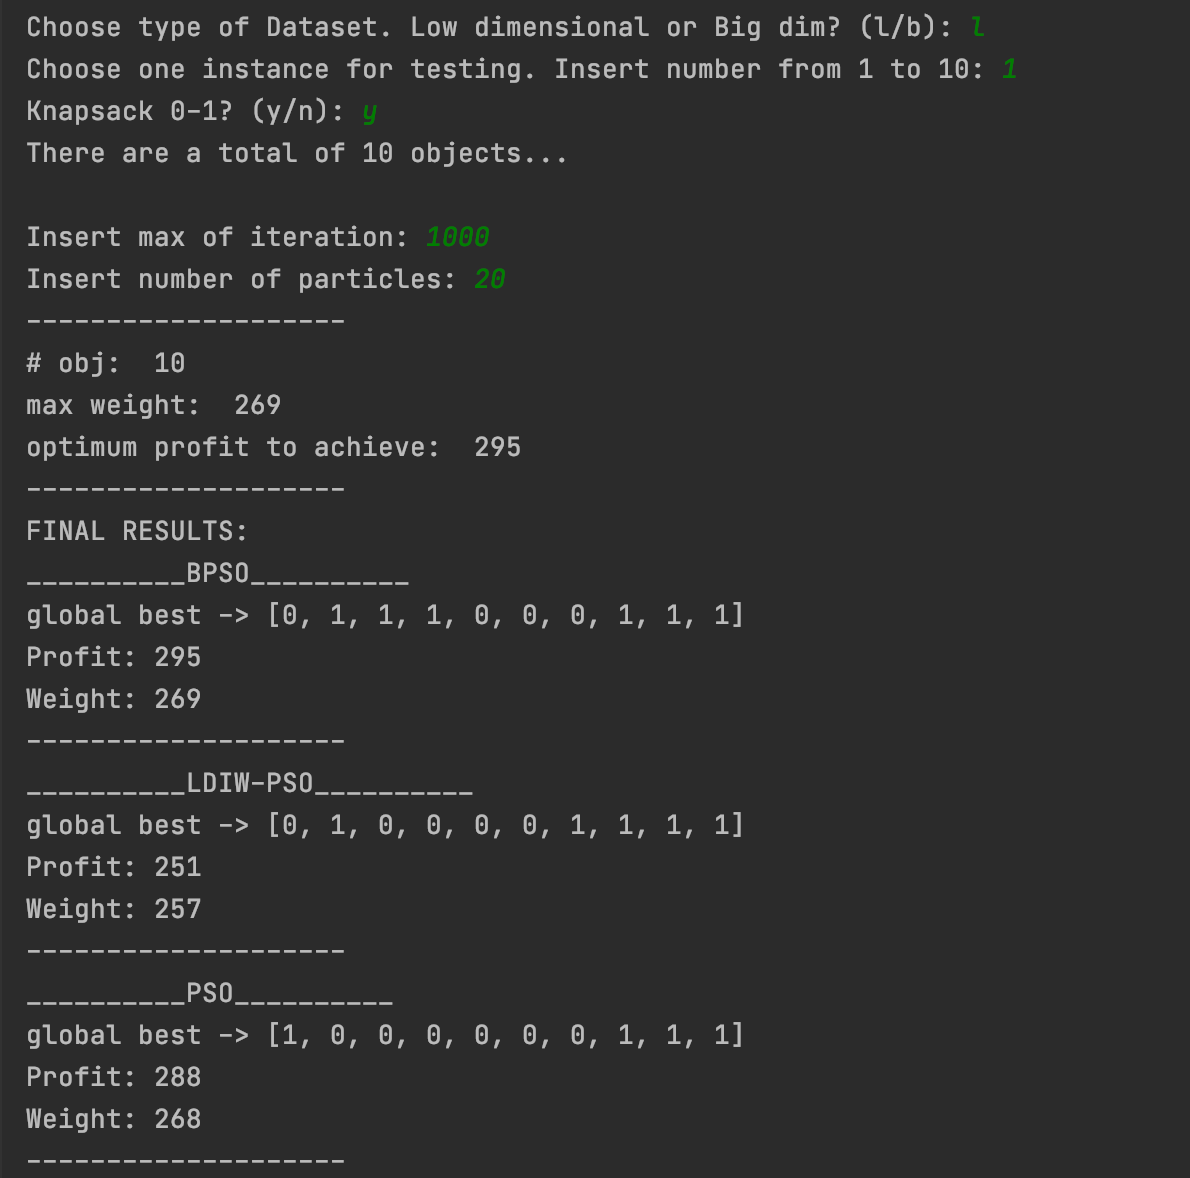 Choose type of Dataset. Low dimensional or Big dim? (l/b): l
Choose one instance for testing. Insert number from 1 to 10: 1
Knapsack 0-1? (y/n): y
There are a total of 10 objects...

Insert max of iteration: 1000
Insert number of particles: 20
--------------------
# obj:  10
max weight:  269
optimum profit to achieve:  295
--------------------
FINAL RESULTS:
__________BPSO__________
global best -> [0, 1, 1, 1, 0, 0, 0, 1, 1, 1]
Profit: 295
Weight: 269
--------------------
__________LDIW-PSO__________
global best -> [0, 1, 0, 0, 0, 0, 1, 1, 1, 1]
Profit: 251
Weight: 257
--------------------
__________PSO__________
global best -> [1, 0, 0, 0, 0, 0, 0, 1, 1, 1]
Profit: 288
Weight: 268
--------------------